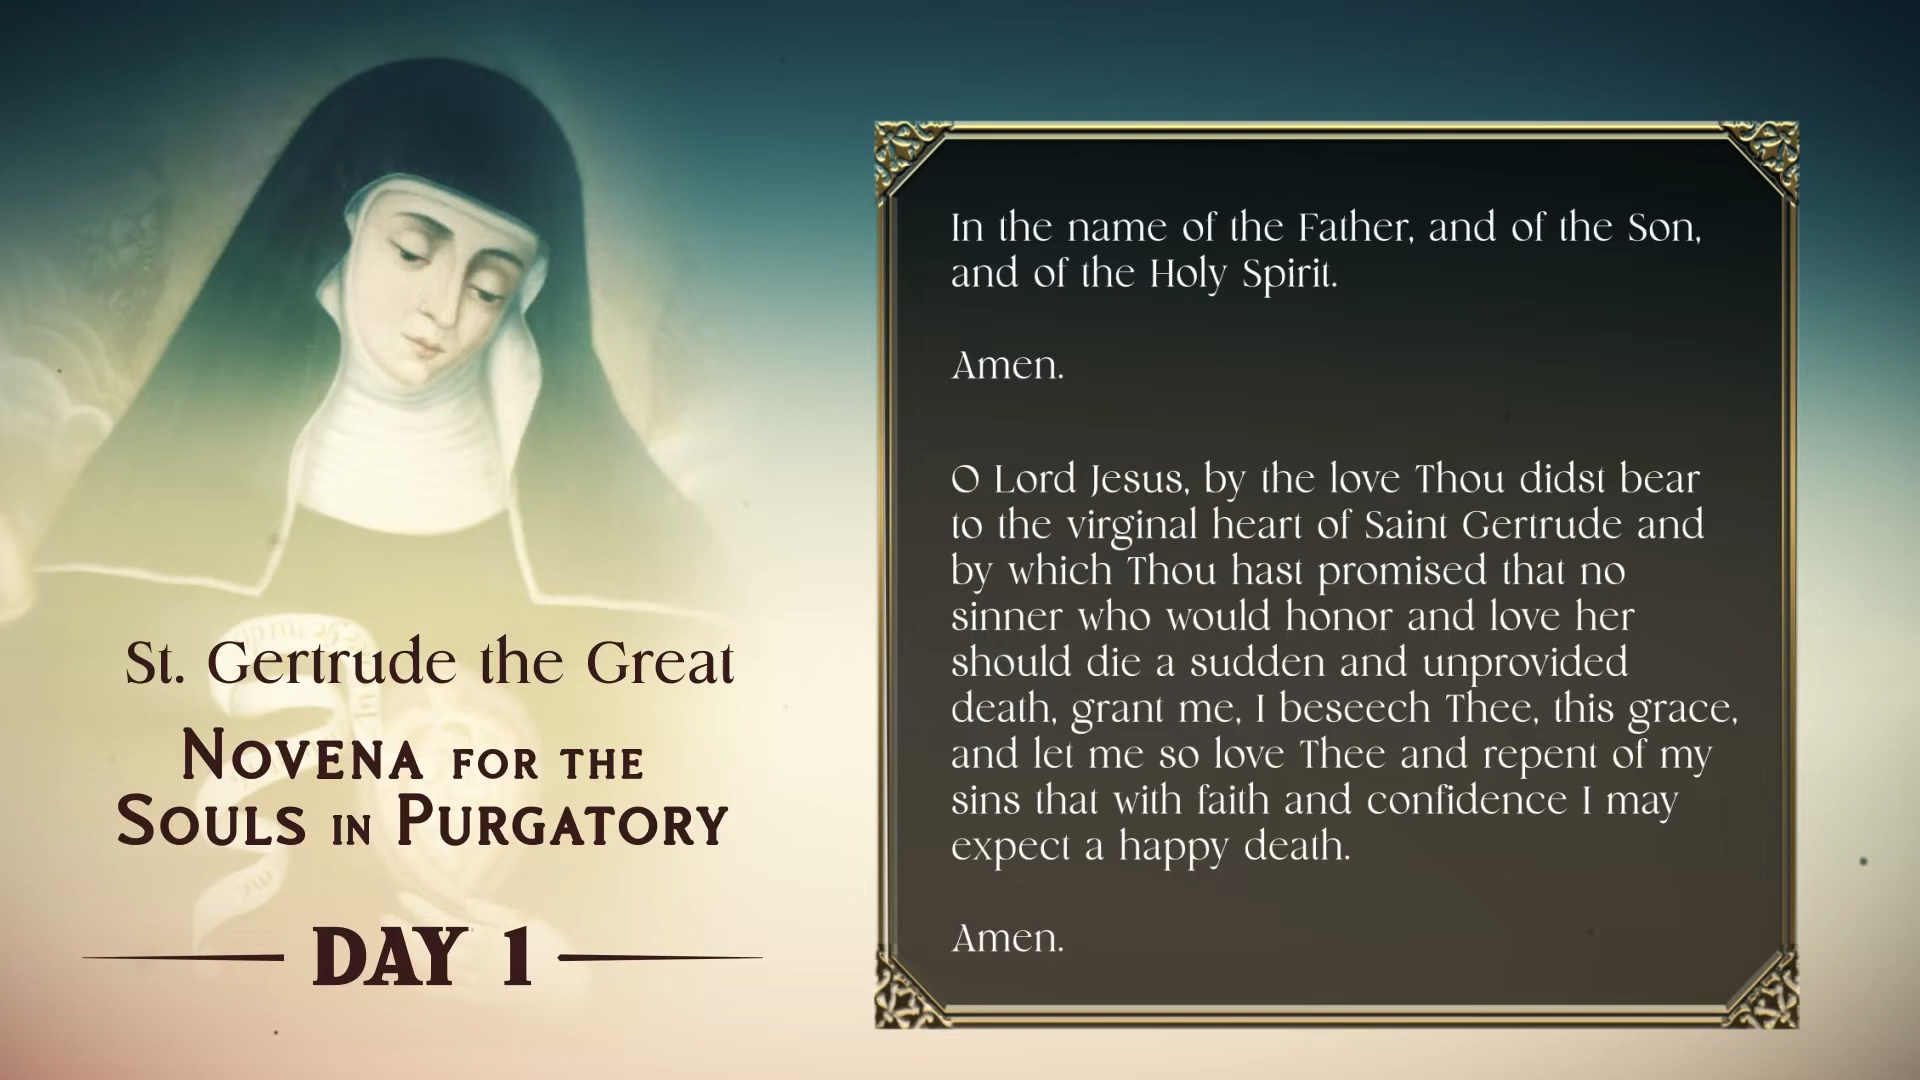 St. Gertrude the Great
Novena for the
Souls in Purgatory
DAY 1
In the name of the Father, and of the Son,
and of the Holy Spirit.
Amen.
O Lord Jesus, by the love Thou didst bear
to the virginal heart of Saint Gertrude and
by which Thou hast promised that no
sinner who would honor and love her
should die a sudden and unprovided
death, grant me, I beseech Thee, this grace,
and let me so love Thee and repent of my
sins that with faith and confidence I may
expect a happy death.
Amen.